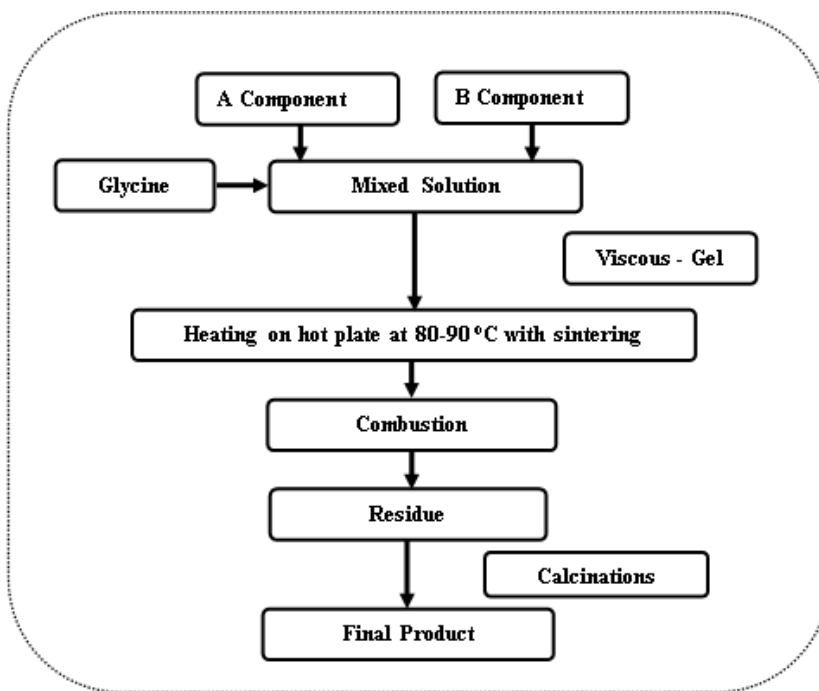 A Component
B Component
Glycine
Mixed Solution
Viscous - Gel
Heating on hot plate at 80-90 ºC with sintering
Combustion
Residue
Calcinations
Final Product